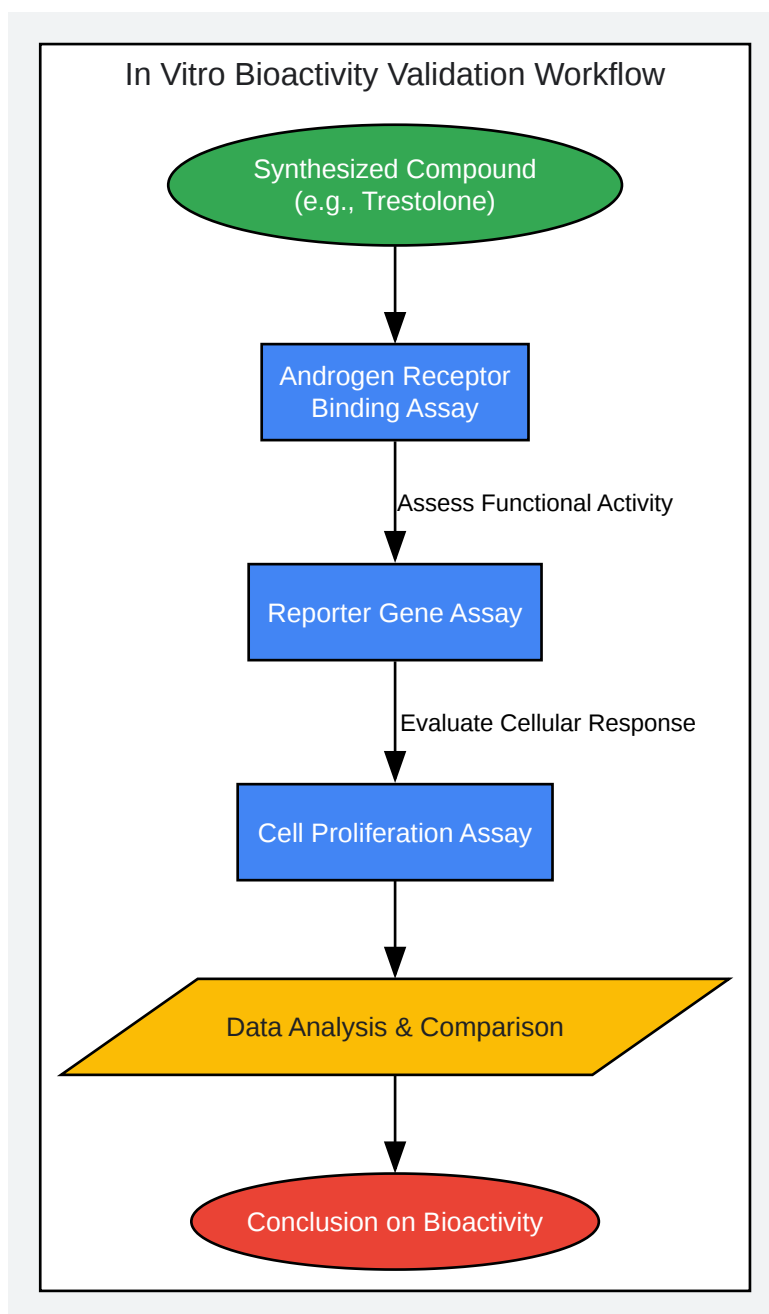 In Vitro Bioactivity Validation Workflow
Synthesized Compound
(e.g., Trestolone)
Androgen Receptor
Binding Assay
Assess Functional Activity
Reporter Gene Assay
Evaluate Cellular Response
Cell Proliferation Assay
Data Analysis & Comparison
Conclusion on Bioactivity